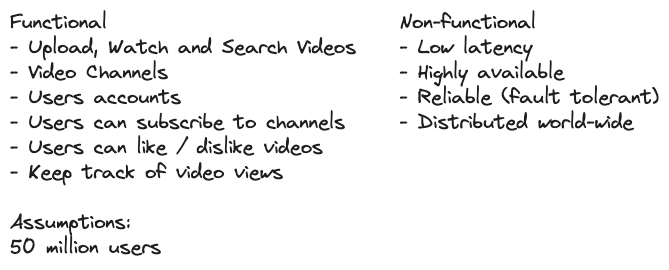 Functional
- Upload, Watch and Search Videos
- Video Channels
- Users accounts
- Users can subscribe to channels
- Users can like / dislike videos
- Keep track of video views
Assumptions:
50 million users
Non-functional
- Low latency
- Highly available
- Reliable (fault tolerant)
- Distributed world-wide